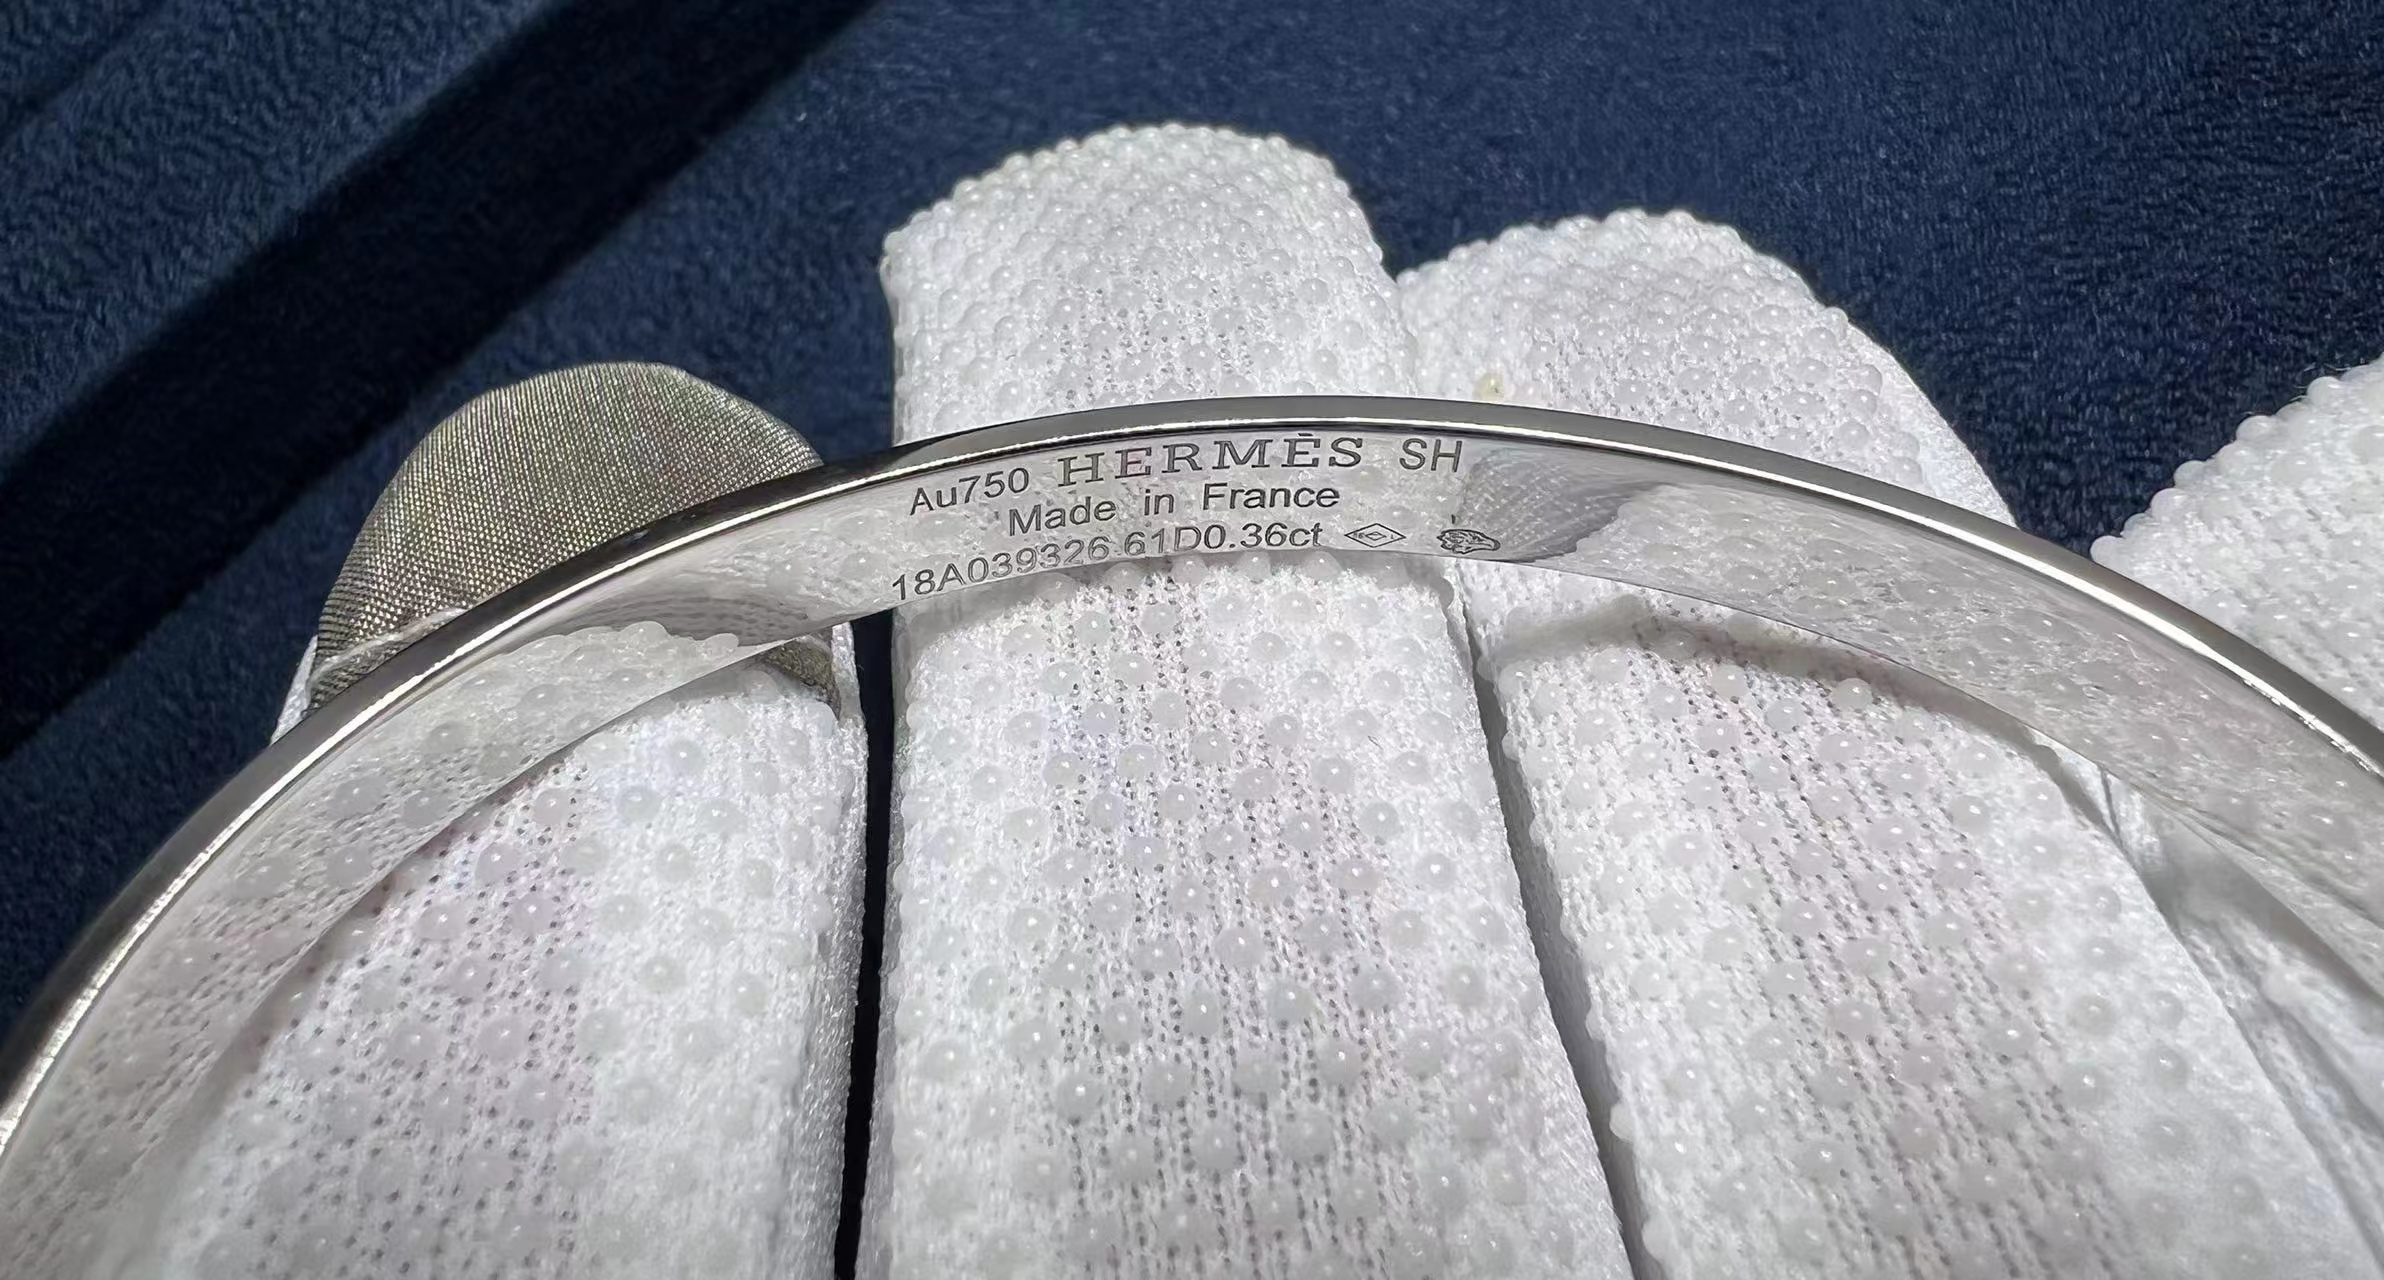 Au750 HERMÈS SH
Made in France
18A039326 61D0.36ct